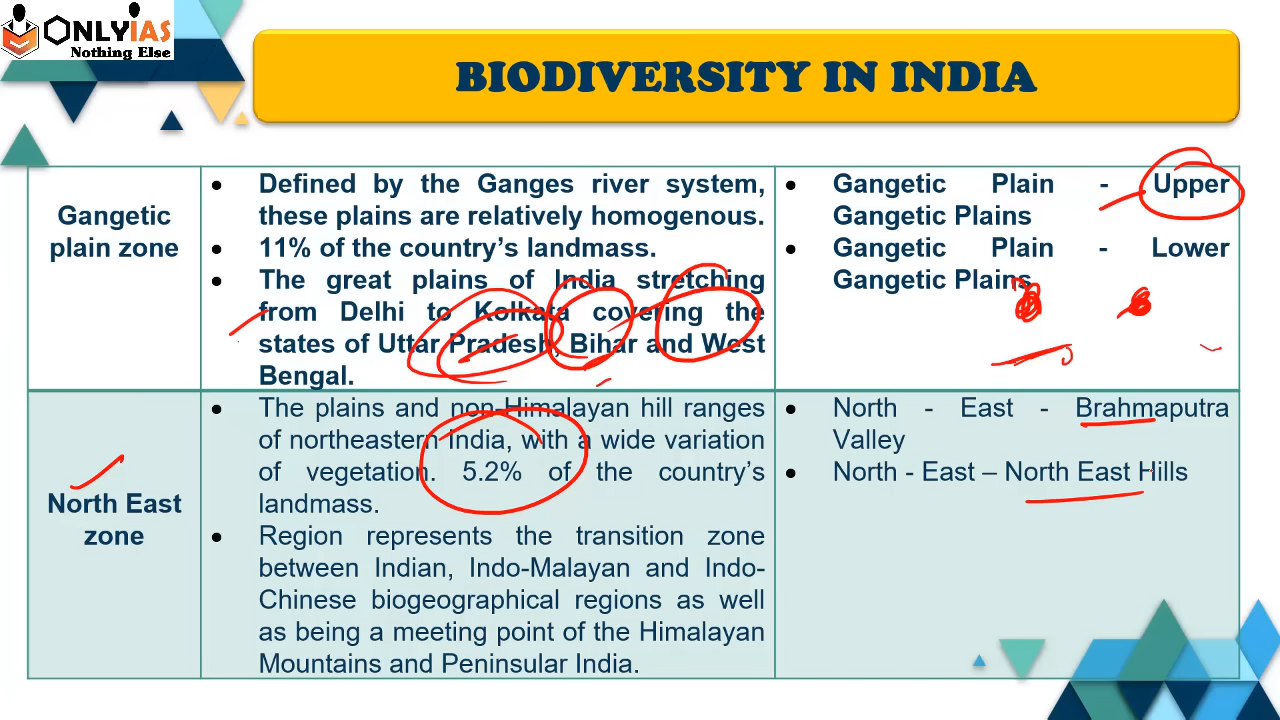 ONLYIAS
Nothing Else
BIODIVERSITY IN INDIA
Gangetic
plain zone
• Defined by the Ganges river system,
these plains are relatively homogenous.
• 11% of the country's landmass.
• The great plains of India stretching
from Delhi to Kolkata covering the
states of Uttar Pradesh, Bihar and West
Bengal.
• Gangetic Plain - Upper
Gangetic Plains
• Gangetic Plain - Lower
Gangetic Plains
North East
zone
• The plains and non-Himalayan hill ranges
of northeastern India, with a wide variation
of vegetation. 5.2% of the country's
landmass.
• Region represents the transition zone
between Indian, Indo-Malayan and Indo-
Chinese biogeographical regions as well
as being a meeting point of the Himalayan
Mountains and Peninsular India.
• North - East - Brahmaputra
Valley
• North - East – North East Hills